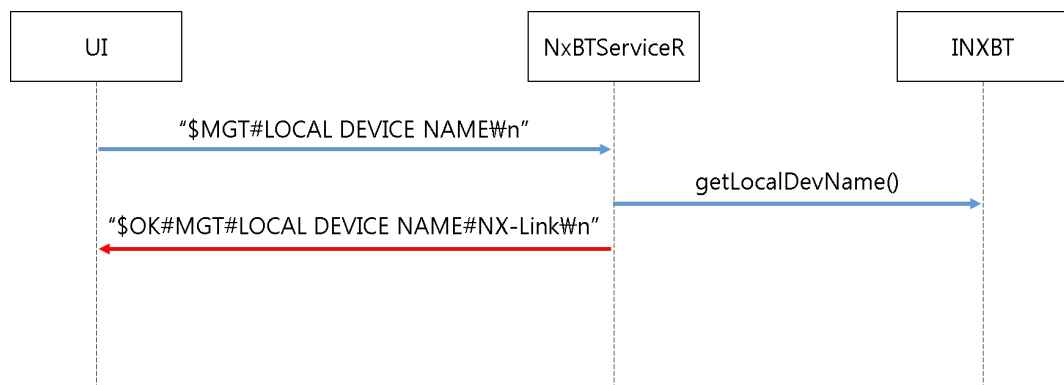 UI
NxBTServiceR
INXBT
“$MGT#LOCAL DEVICE NAME₩n”
getLocalDevName()
“$OK#MGT#LOCAL DEVICE NAME#NX-Link₩n”